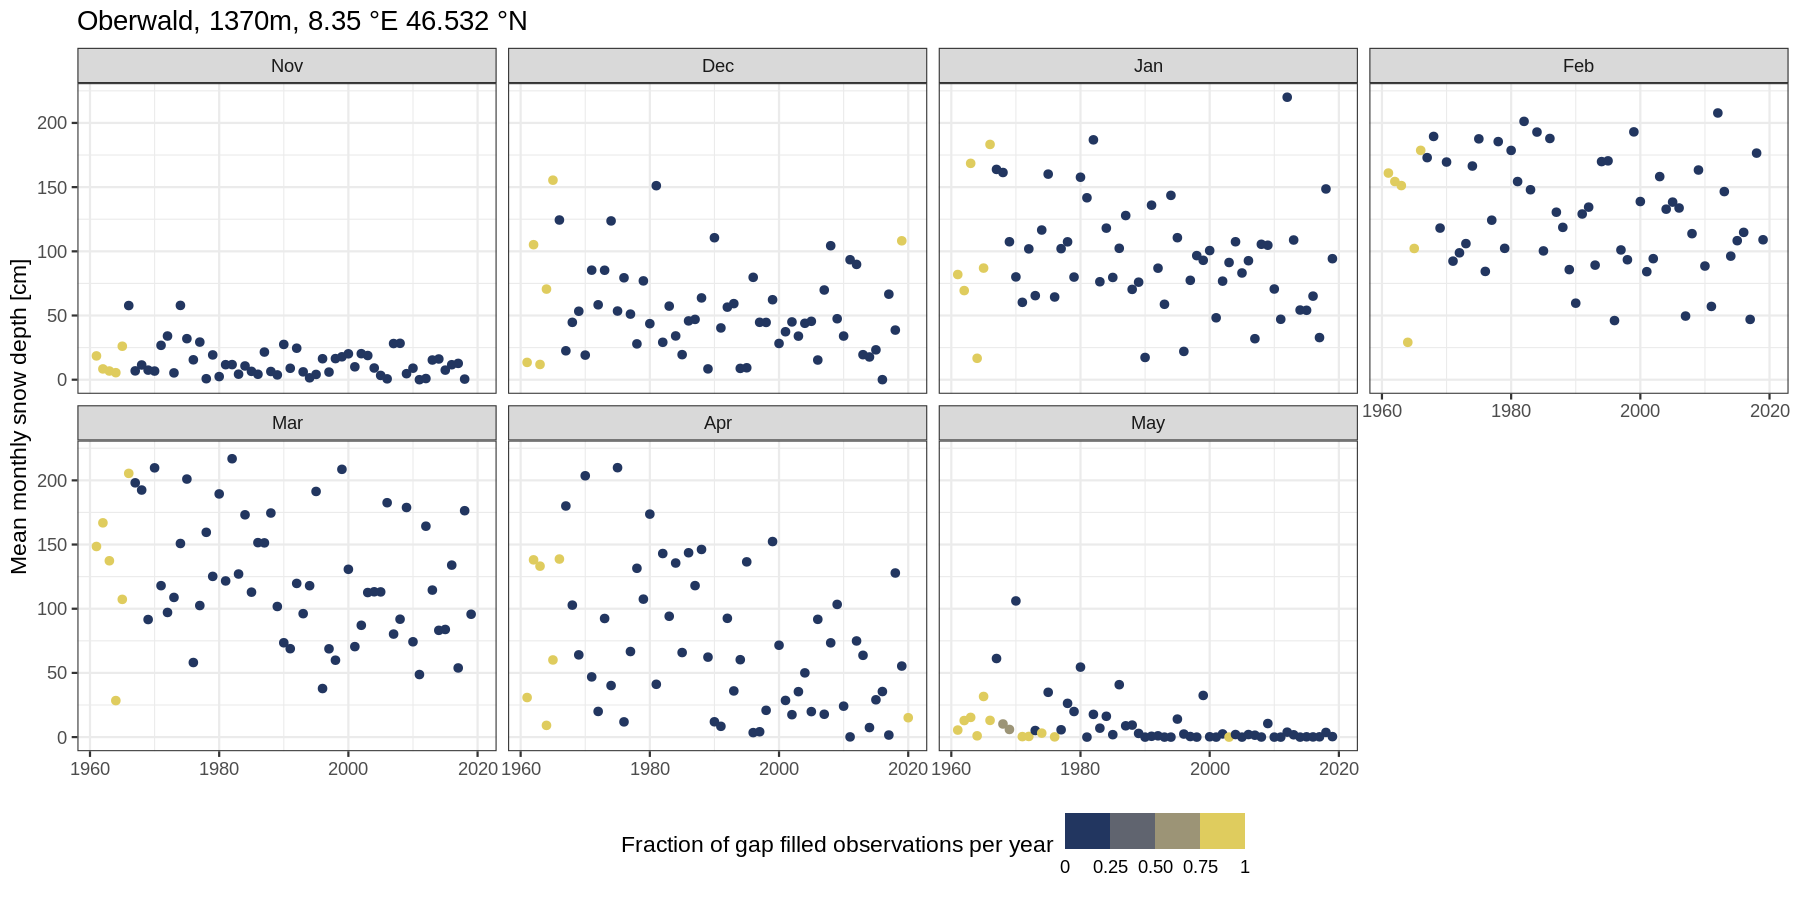 Oberwald, 1370m, 8.35 °E 46.532 °N
Nov Dec Jan Feb
200
150
100
50
0
1960 1980 2000 2020
Mar Apr May
200
150
100
50
0
1960 1980 2000 2020 1960 1980 2000 2020 1960 1980 2000 2020
Mean monthly snow depth [cm]
Fraction of gap filled observations per year
0 0.25 0.50 0.75 1